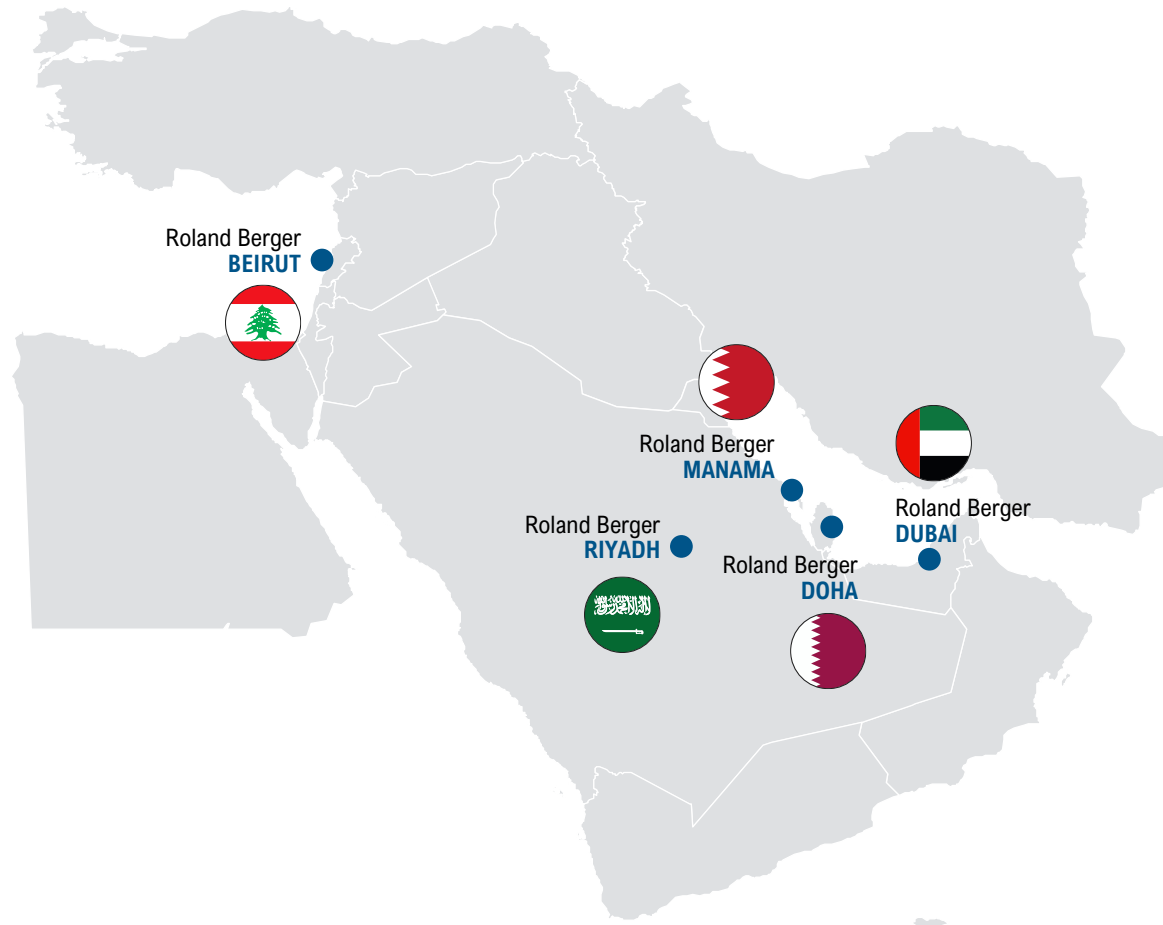 Roland Berger
BEIRUT
Roland Berger
MANAMA
Roland Berger
DUBAI
Roland Berger
RIYADH
Roland Berger
DOHA